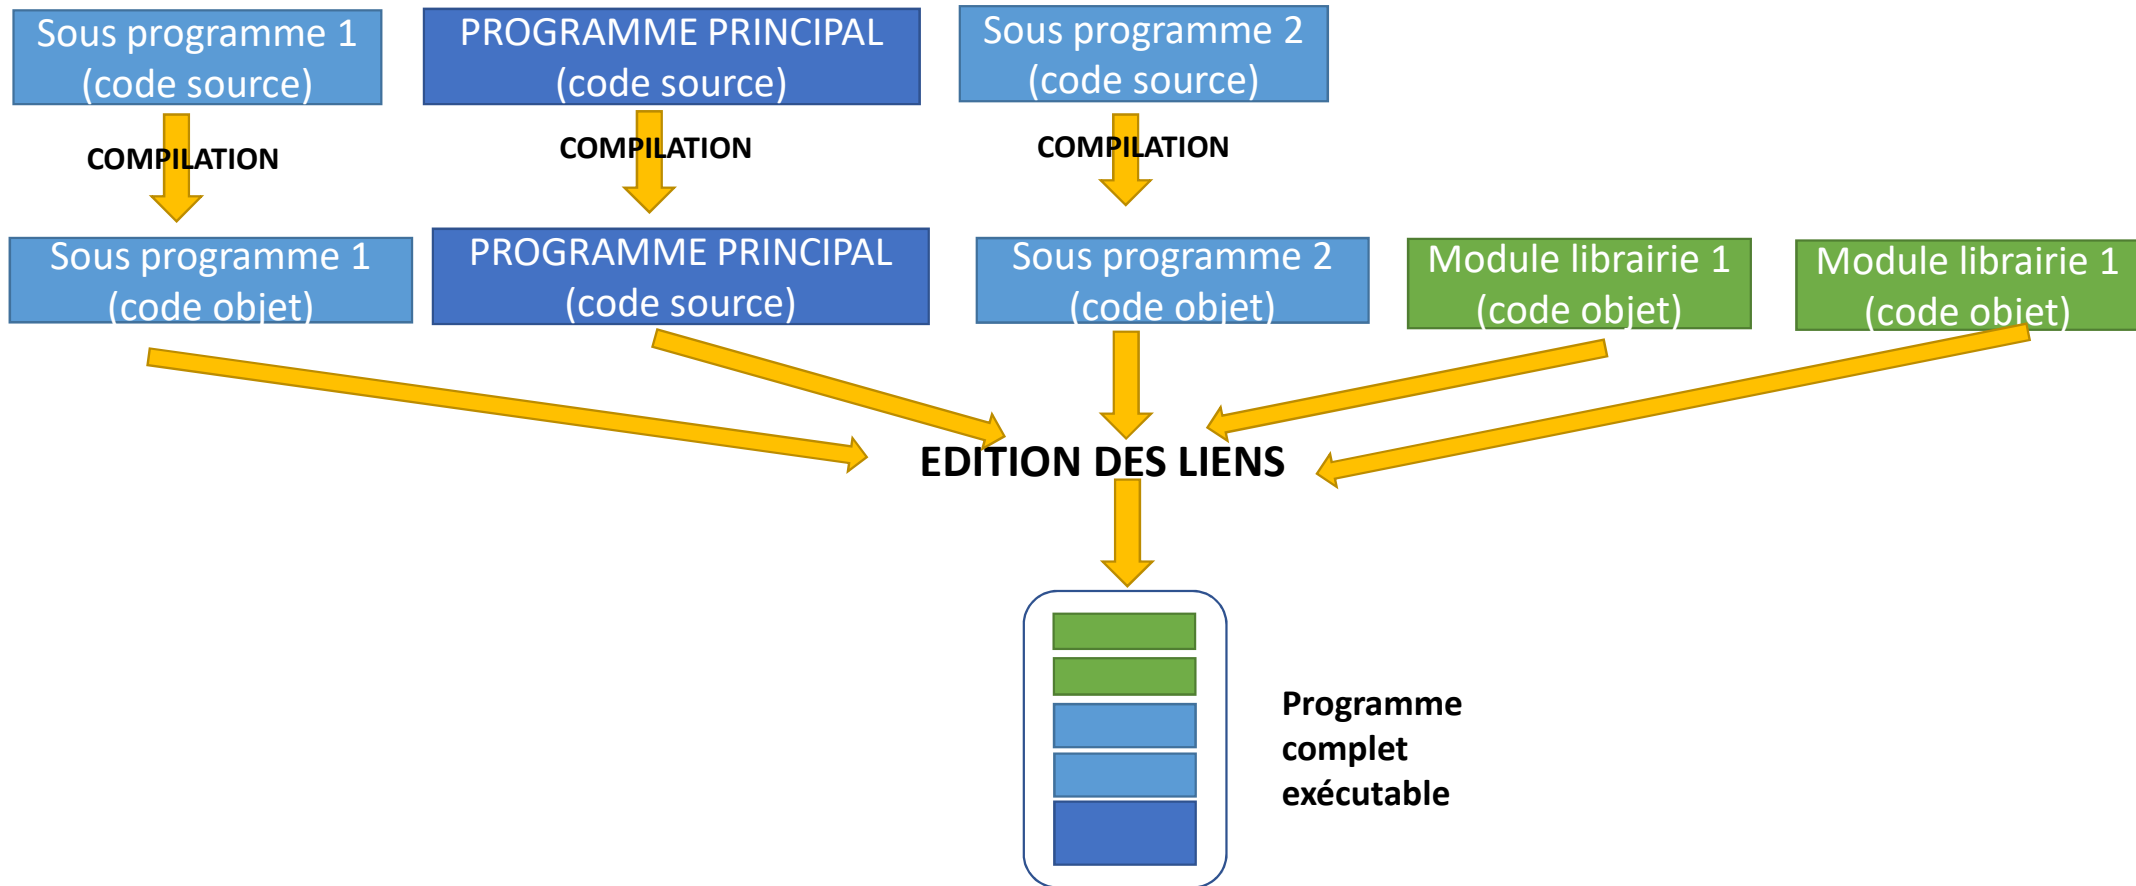 Sous programme 1
(code source)
PROGRAMME PRINCIPAL
(code source)
Sous programme 2
(code source)
COMPILATION
COMPILATION
COMPILATION
Sous programme 1
(code objet)
PROGRAMME PRINCIPAL
(code source)
Sous programme 2
(code objet)
Module librairie 1
(code objet)
Module librairie 1
(code objet)
EDITION DES LIENS
Programme
complet
exécutable